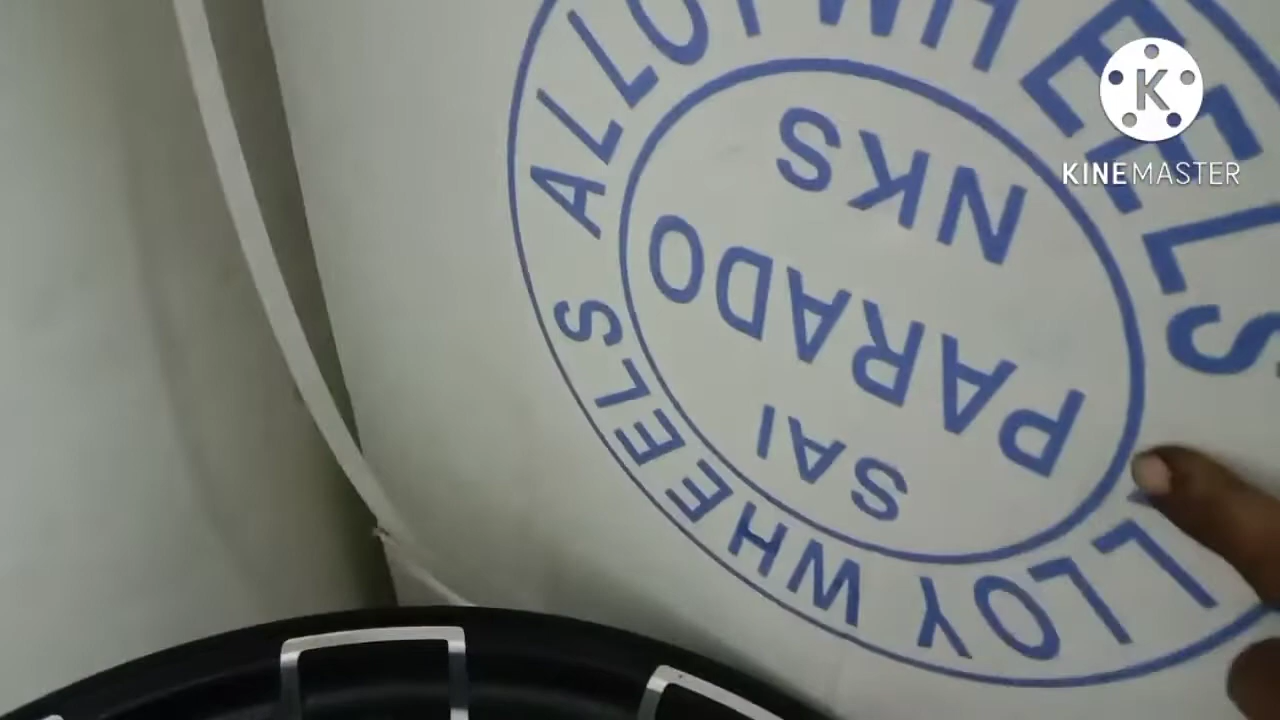 ALLOY WHEELS
ALLOY WHEELS
SAI
PARADO
NKS
K
KINEMASTER